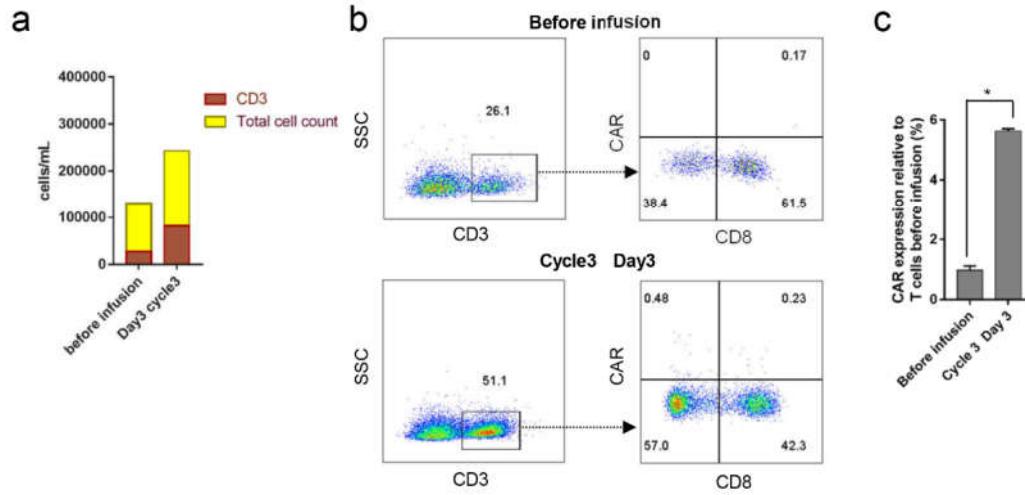 a
400000
300000
200000
100000
0
cells/mL
CD3
Total cell count
before infusion
Day3 cycle3
b
Before infusion
SSC
26.1
CD3
CAR
0
0.17
38.4
61.5
CD8
Cycle3 Day3
SSC
51.1
CD3
CAR
0.48
0.23
57.0
42.3
CD8
c
*
6
4
2
0
CAR expression relative to
T cells before infusion (%)
Before infusion
Cycle 3 Day 3